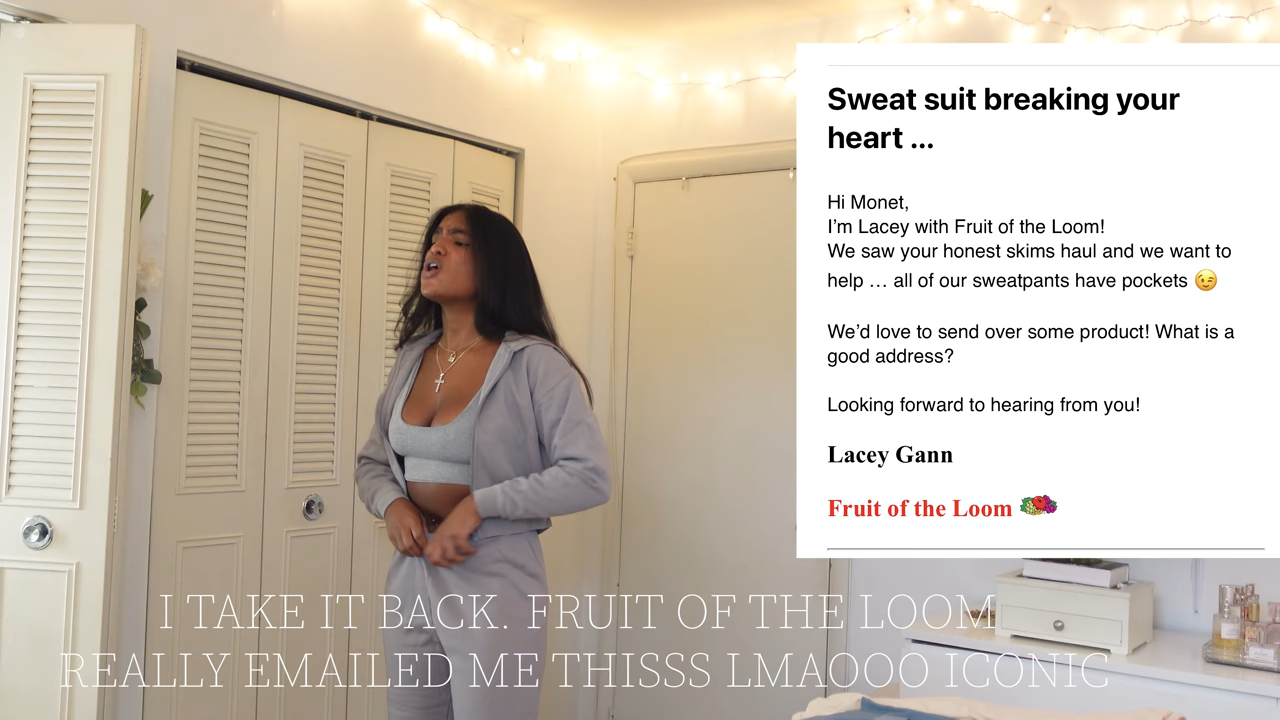 Sweat suit breaking your
heart ...
Hi Monet,
I'm Lacey with Fruit of the Loom!
We saw your honest skims haul and we want to
help … all of our sweatpants have pockets 😉
We'd love to send over some product! What is a
good address?
Looking forward to hearing from you!
Lacey Gann
Fruit of the Loom
I TAKE IT BACK. FRUIT OF THE LOOM
REALLY EMAILED ME THISSS LMAOOO ICONIC